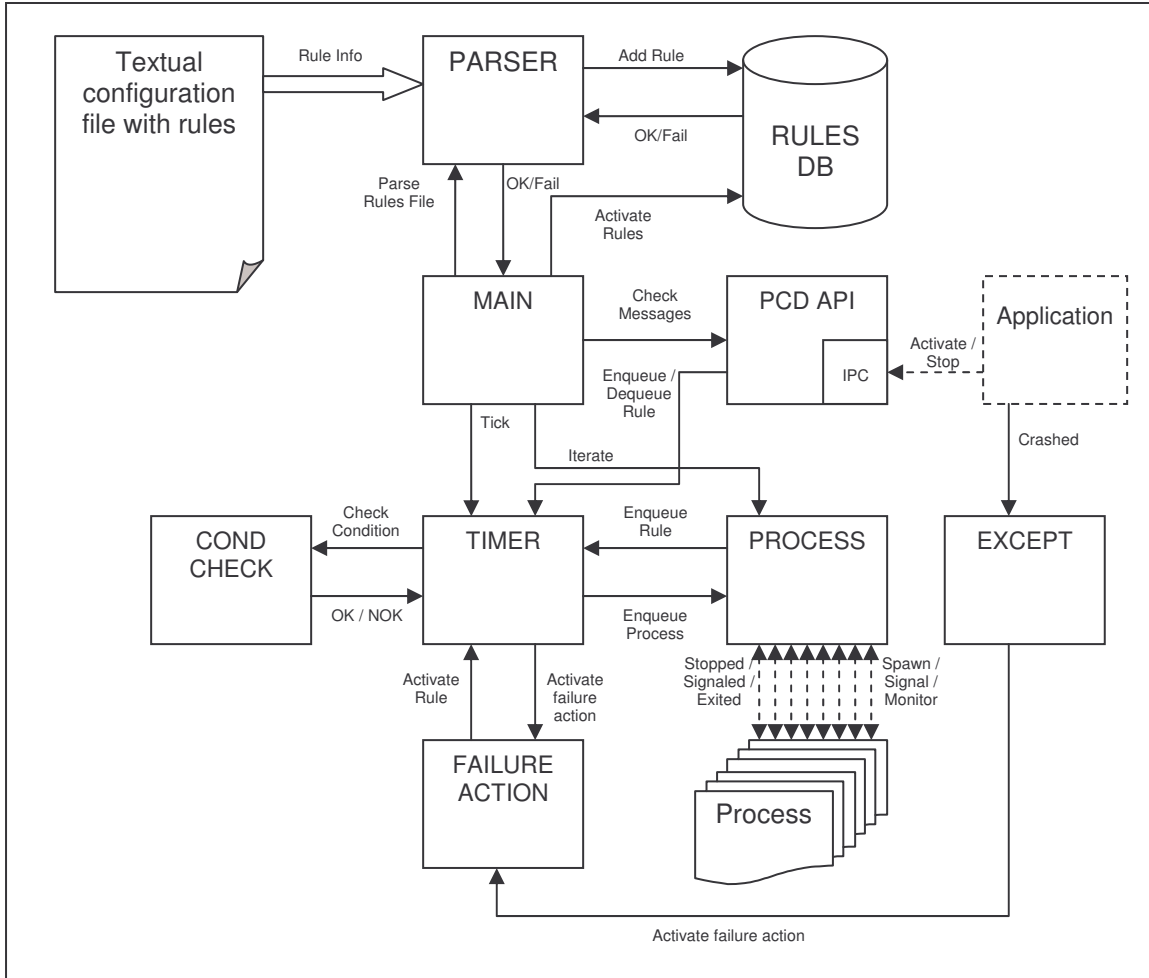 Textual
configuration
file with rules
Rule Info
PARSER
Add Rule
OK/Fail
RULES
DB
Parse
Rules File
OK/Fail
Activate
Rules
MAIN
Check
Messages
PCD API
IPC
Activate /
Stop
Application
Enqueue /
Dequeue
Rule
Tick
Iterate
Crashed
COND
CHECK
Check
Condition
OK / NOK
TIMER
Enqueue
Rule
Enqueue
Process
PROCESS
EXCEPT
Activate
Rule
Activate
failure
action
Stopped /
Signaled /
Exited
Spawn /
Signal /
Monitor
FAILURE
ACTION
Process
Activate failure action